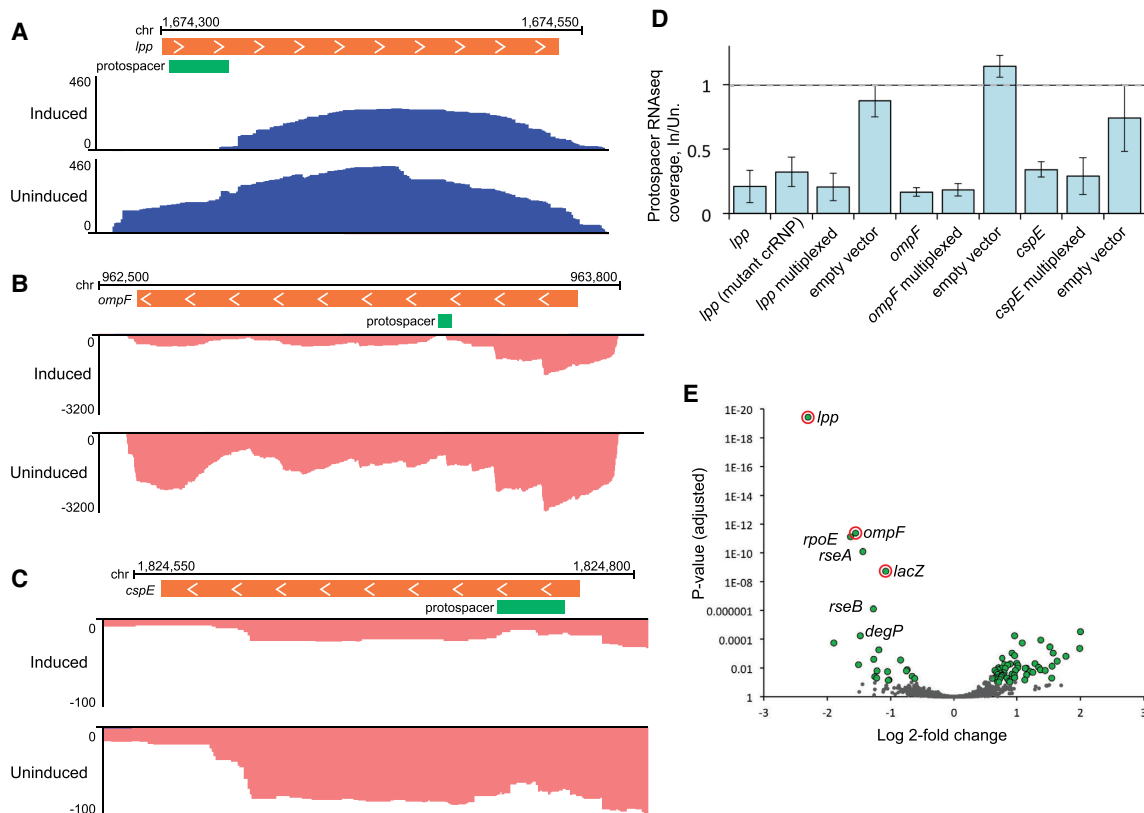 A
chr
1,674,300
1,674,550
lpp
protospacer
460
Induced
0
460
Uninduced
0
B
962,500
963,800
chr
ompF
protospacer
0
Induced
-3200
0
Uninduced
-3200
C
1,824,550
1,824,800
chr
cspE
protospacer
0
Induced
-100
0
Uninduced
-100
D
Protospacer RNAseq
coverage, In/Un.
1
0.5
0
lpp
lpp (mutant crRNP)
lpp multiplexed
empty vector
ompF
ompF multiplexed
empty vector
cspE
cspE multiplexed
empty vector
E
P-value (adjusted)
1E-20
1E-18
1E-16
1E-14
1E-12
1E-10
1E-08
0.000001
0.0001
0.01
1
lpp
ompF
rpoE
rseA
lacZ
rseB
degP
-3
-2
-1
0
1
2
3
Log 2-fold change